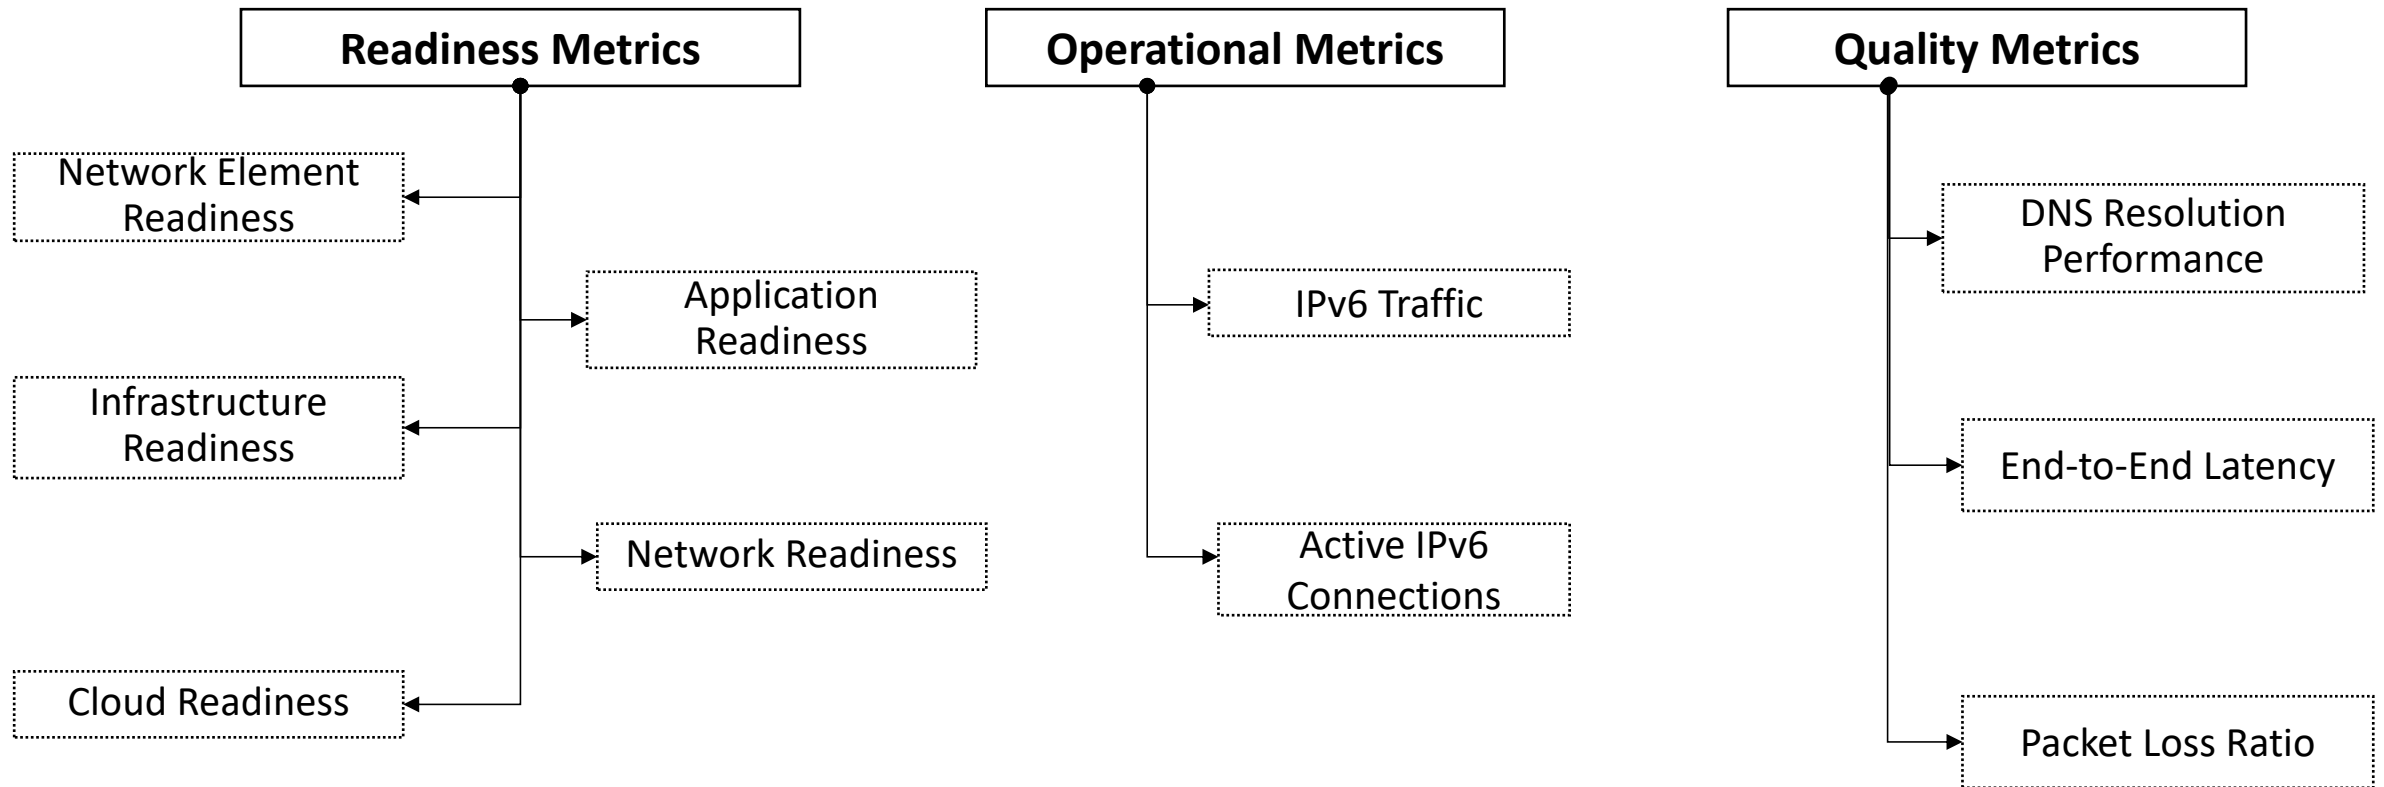 Readiness Metrics
Network Element
Readiness
Application
Readiness
Infrastructure
Readiness
Network Readiness
Cloud Readiness
Operational Metrics
IPv6 Traffic
Active IPv6
Connections
Quality Metrics
DNS Resolution
Performance
End-to-End Latency
Packet Loss Ratio